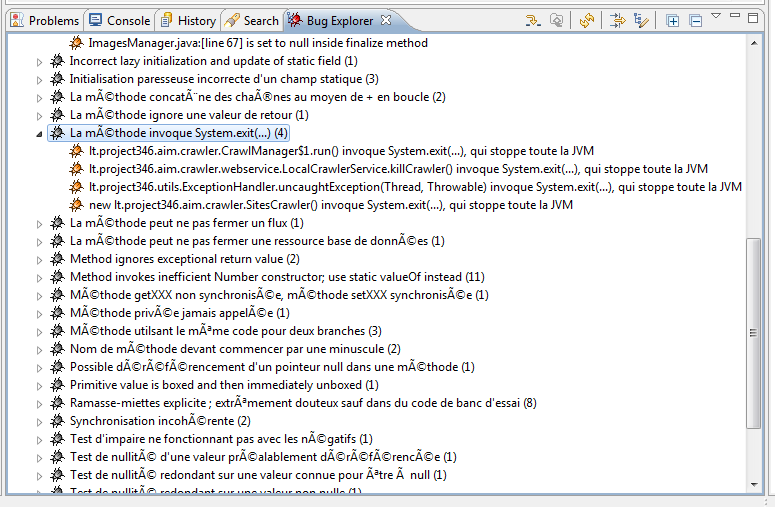 Problems Console History Search Bug Explorer
ImagesManager.java:[line 67] is set to null inside finalize method
Incorrect lazy initialization and update of static field (1)
Initialisation paresseuse incorrecte d'un champ statique (3)
La mÃ©thode concatÃ¨ne des chaÃ®nes au moyen de + en boucle (2)
La mÃ©thode ignore une valeur de retour (1)
La mÃ©thode invoque System.exit(...) (4)
lt.project346.aim.crawler.CrawlManager$1.run() invoque System.exit(...), qui stoppe toute la JVM
lt.project346.aim.crawler.webservice.LocalCrawlerService.killCrawler() invoque System.exit(...), qui stoppe toute la JVM
lt.project346.utils.ExceptionHandler.uncaughtException(Thread, Throwable) invoque System.exit(...), qui stoppe toute la JVM
new lt.project346.aim.crawler.SitesCrawler() invoque System.exit(...), qui stoppe toute la JVM
La mÃ©thode peut ne pas fermer un flux (1)
La mÃ©thode peut ne pas fermer une ressource base de donnÃ©es (1)
Method ignores exceptional return value (2)
Method invokes inefficient Number constructor; use static valueOf instead (11)
MÃ©thode getXXX non synchronisÃ©e, mÃ©thode setXXX synchronisÃ©e (1)
MÃ©thode privÃ©e jamais appelÃ©e (1)
MÃ©thode utilsant le mÃªme code pour deux branches (3)
Nom de mÃ©thode devant commencer par une minuscule (2)
Possible dÃ©rÃ©fÃ©rencement d'un pointeur null dans une mÃ©thode (1)
Primitive value is boxed and then immediately unboxed (1)
Ramasse-miettes explicite ; extrÃªmement douteux sauf dans du code de banc d'essai (8)
Synchronisation incohÃ©rente (2)
Test d'impaire ne fonctionnant pas avec les nÃ©gatifs (1)
Test de nullitÃ© d'une valeur prÃ©alablement dÃ©rÃ©fÃ©rencÃ©e (1)
Test de nullitÃ© redondant sur une valeur connue pour Ãªtre Ã  null (1)
Test de nullitÃ© redondant sur une valeur non nulle (1)